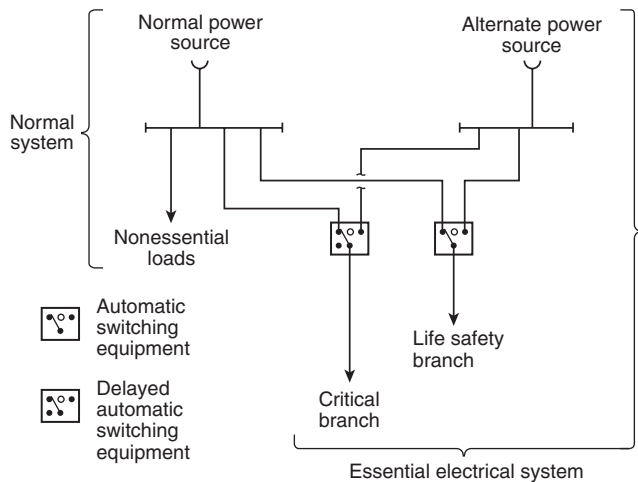 Normal power
source
Alternate power
source
Normal
system
Nonessential
loads
Automatic
switching
equipment
Life safety
branch
Delayed
automatic
switching
equipment
Critical
branch
Essential electrical system